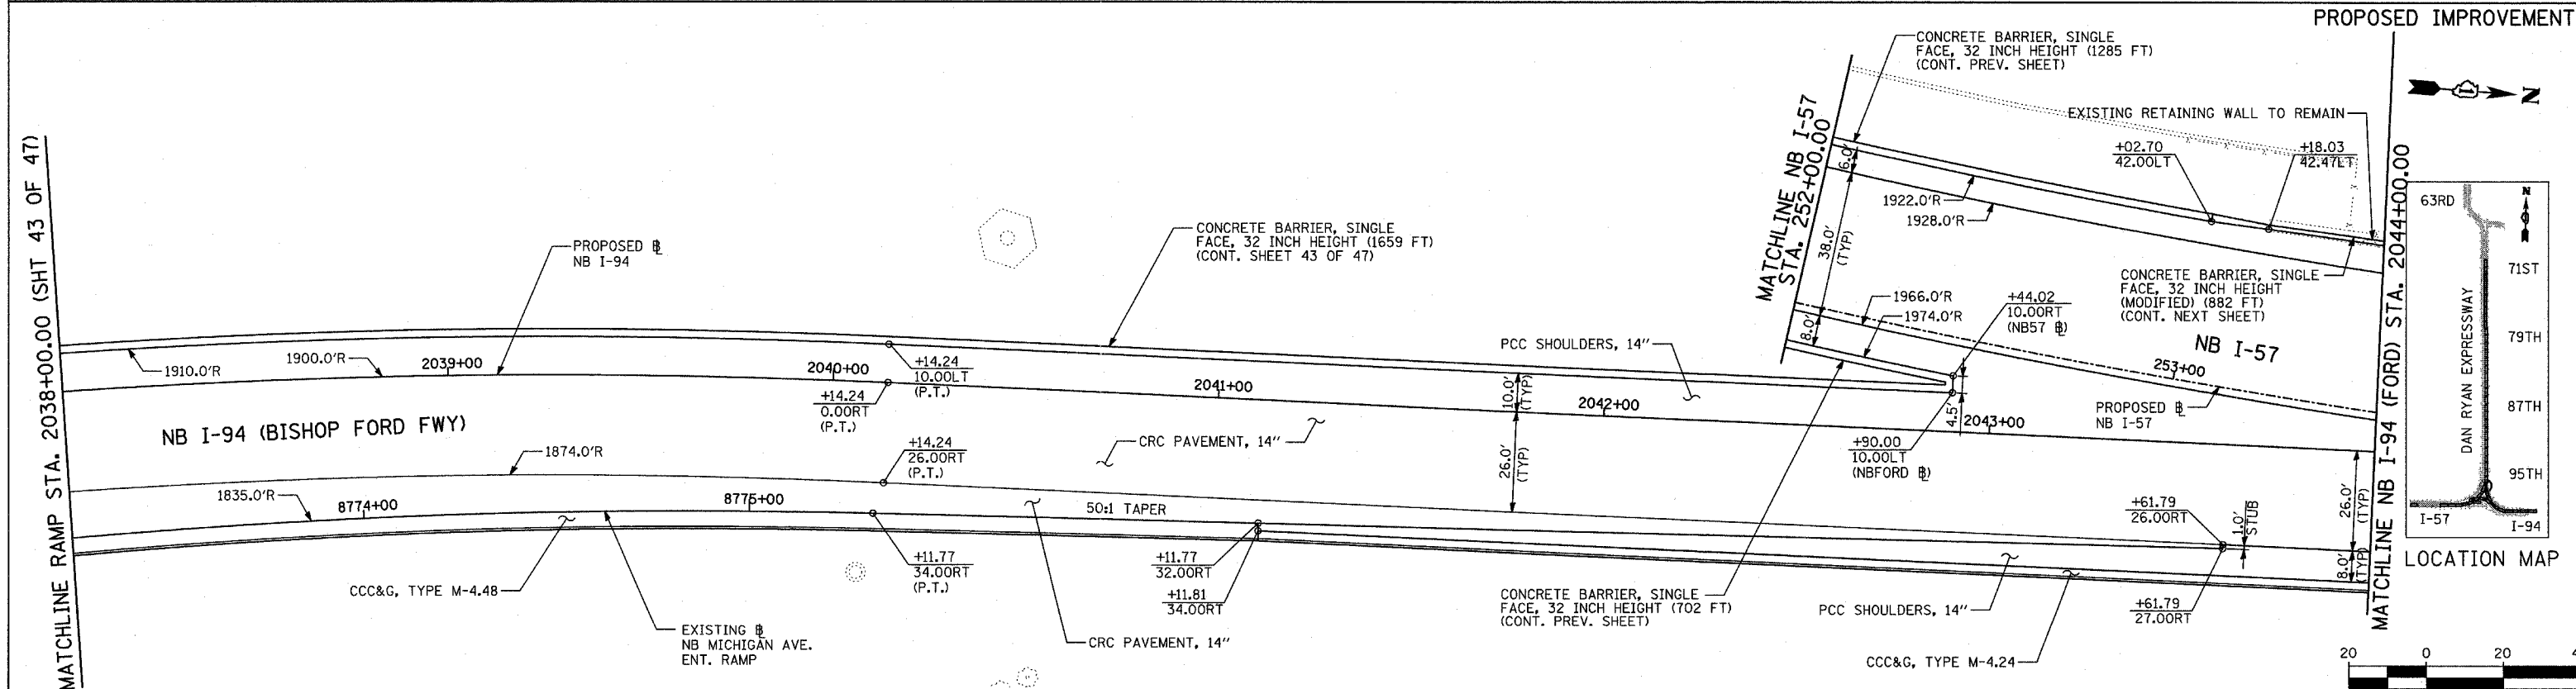 PROPOSED IMPROVEMENT
MATCHLINE RAMP STA. 2038+00.00 (SHT 43 OF 47)
1910.0'R
1900.0'R
2039+00
PROPOSED ℄
NB I-94
2040+00
+14.24
10.00LT
(P.T.)
+14.24
0.00RT
(P.T.)
CONCRETE BARRIER, SINGLE
FACE, 32 INCH HEIGHT (1659 FT)
(CONT. SHEET 43 OF 47)
2041+00
NB I-94 (BISHOP FORD FWY)
1874.0'R
+14.24
26.00RT
(P.T.)
CRC PAVEMENT, 14"
1835.0'R
8774+00
8775+00
50:1 TAPER
CCC&G, TYPE M-4.48
EXISTING
NB MICHIGAN AVE.
ENT. RAMP
+11.77
34.00RT
(P.T.)
CRC PAVEMENT, 14"
+11.77
32.00RT
+11.81
34.00RT
10.0'
(TYP)
26.0'
(TYP)
2042+00
PCC SHOULDERS, 14"
MATCHLINE NB I-57
STA. 252+00.00
CONCRETE BARRIER, SINGLE
FACE, 32 INCH HEIGHT (1285 FT)
(CONT. PREV. SHEET)
EXISTING RETAINING WALL TO REMAIN
+02.70
42.00LT
+18.03
42.47LT
6.0'
1922.0'R
1928.0'R
38.0'
(TYP)
1966.0'R
1974.0'R
8.0'
+44.02
10.00RT
(NB57 ℄)
CONCRETE BARRIER, SINGLE
FACE, 32 INCH HEIGHT
(MODIFIED) (882 FT)
(CONT. NEXT SHEET)
NB I-57
253+00
PROPOSED
NB I-57
4.5'
+90.00
10.00LT
(NBFORD ℄)
2043+00
CONCRETE BARRIER, SINGLE
FACE, 32 INCH HEIGHT (702 FT)
(CONT. PREV. SHEET)
PCC SHOULDERS, 14"
CCC&G, TYPE M-4.24
+61.79
26.00RT
1.0'
STUB
+61.79
27.00RT
26.0'
(TYP)
8.0'
(TYP)
MATCHLINE NB I-94 (FORD) STA. 2044+00.00
N
63RD
N
71ST
79TH
DAN RYAN EXPRESSWAY
87TH
95TH
I-57
I-94
LOCATION MAP
20
0
20